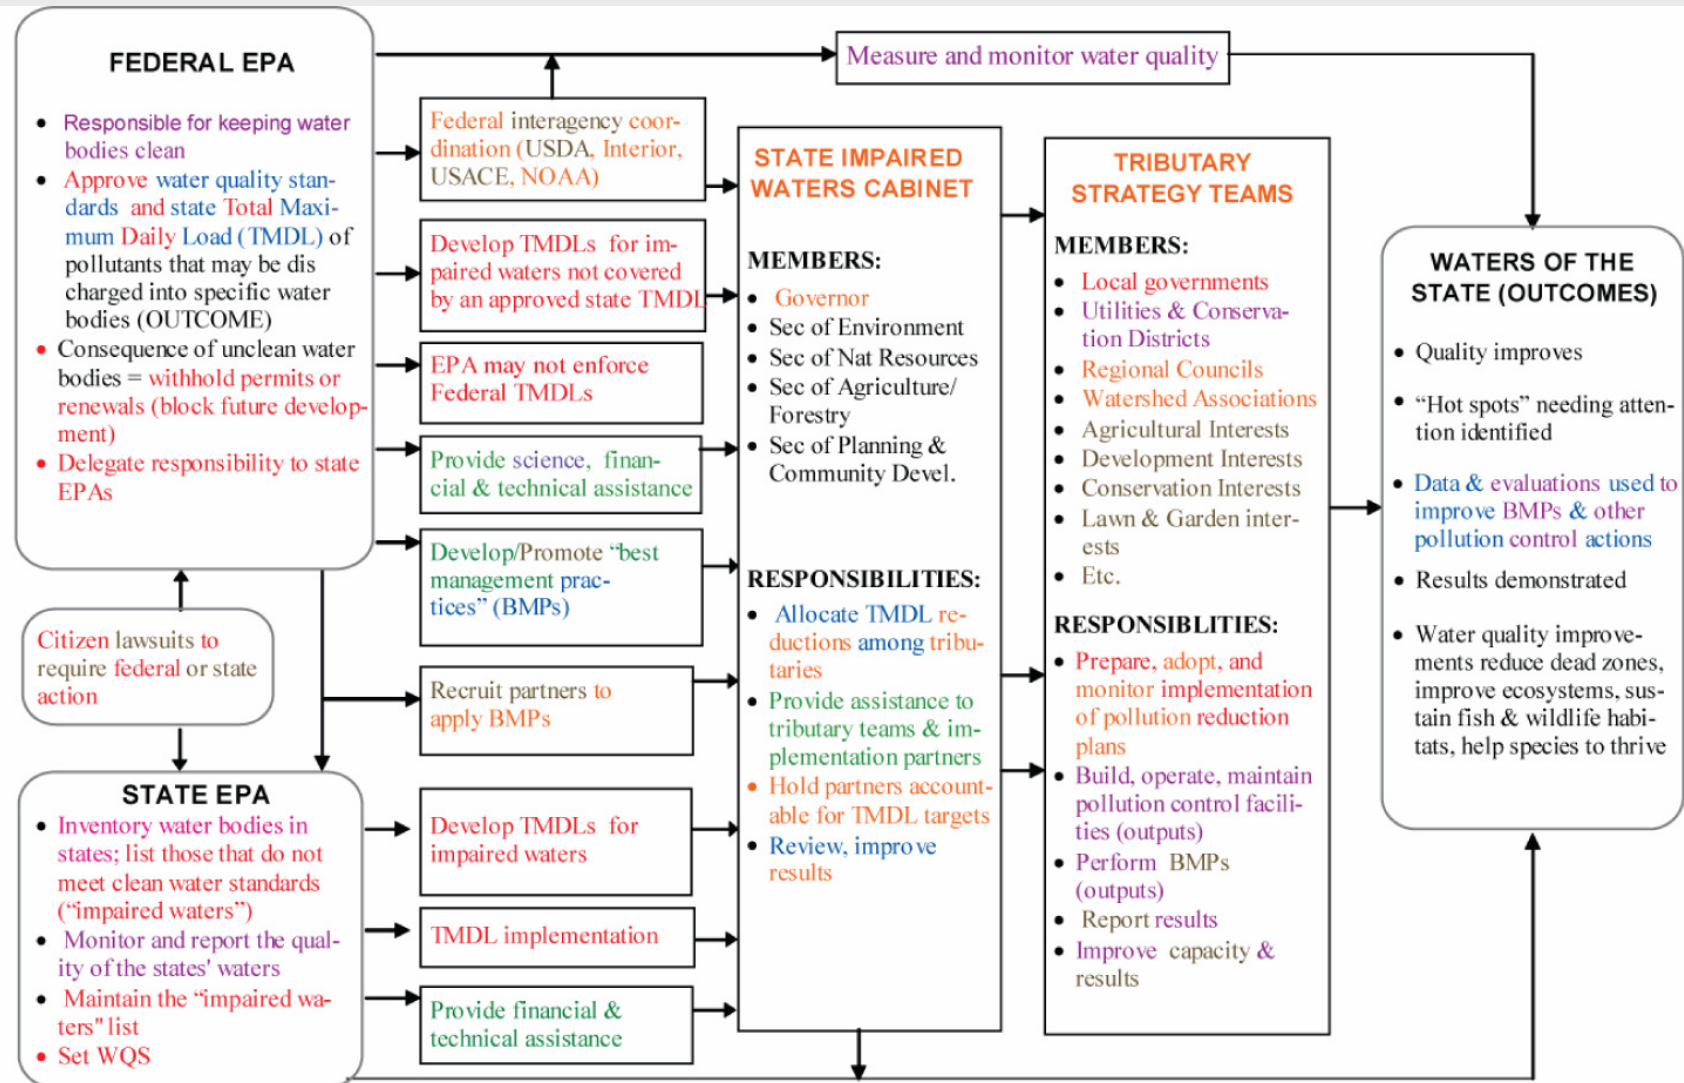 FEDERAL EPA
• Responsible for keeping water
bodies clean
• Approve water quality stan-
dards and state Total Maxi-
mum Daily Load (TMDL) of
pollutants that may be dis
charged into specific water
bodies (OUTCOME)
• Consequence of unclean water
bodies = withhold permits or
renewals (block future develop-
ment)
• Delegate responsibility to state
EPAs
Citizen lawsuits to
require federal or state
action
STATE EPA
• Inventory water bodies in
states; list those that do not
meet clean water standards
(“impaired waters”)
• Monitor and report the qual-
ity of the states' waters
• Maintain the “impaired wa-
ters" list
• Set WQS
Measure and monitor water quality
Federal interagency coor-
dination (USDA, Interior,
USACE, NOAA)
Develop TMDLs for im-
paired waters not covered
by an approved state TMDL
EPA may not enforce
Federal TMDLs
Provide science, finan-
cial & technical assistance
Develop/Promote “best
management prac-
tices” (BMPs)
Recruit partners to
apply BMPs
Develop TMDLs for
impaired waters
TMDL implementation
Provide financial &
technical assistance
STATE IMPAIRED
WATERS CABINET
MEMBERS:
• Governor
• Sec of Environment
• Sec of Nat Resources
• Sec of Agriculture/
Forestry
• Sec of Planning &
Community Devel.
RESPONSIBILITIES:
• Allocate TMDL re-
ductions among tribu-
taries
• Provide assistance to
tributary teams & im-
plementation partners
• Hold partners account-
able for TMDL targets
• Review, improve
results
TRIBUTARY
STRATEGY TEAMS
MEMBERS:
• Local governments
• Utilities & Conserva-
tion Districts
• Regional Councils
• Watershed Associations
• Agricultural Interests
• Development Interests
• Conservation Interests
• Lawn & Garden inter-
ests
• Etc.
RESPONSIBLITIES:
• Prepare, adopt, and
monitor implementation
of pollution reduction
plans
• Build, operate, maintain
pollution control facili-
ties (outputs)
• Perform BMPs
(outputs)
• Report results
• Improve capacity &
results
WATERS OF THE
STATE (OUTCOMES)
• Quality improves
• “Hot spots” needing atten-
tion identified
• Data & evaluations used to
improve BMPs & other
pollution control actions
• Results demonstrated
• Water quality improve-
ments reduce dead zones,
improve ecosystems, sus-
tain fish & wildlife habi-
tats, help species to thrive